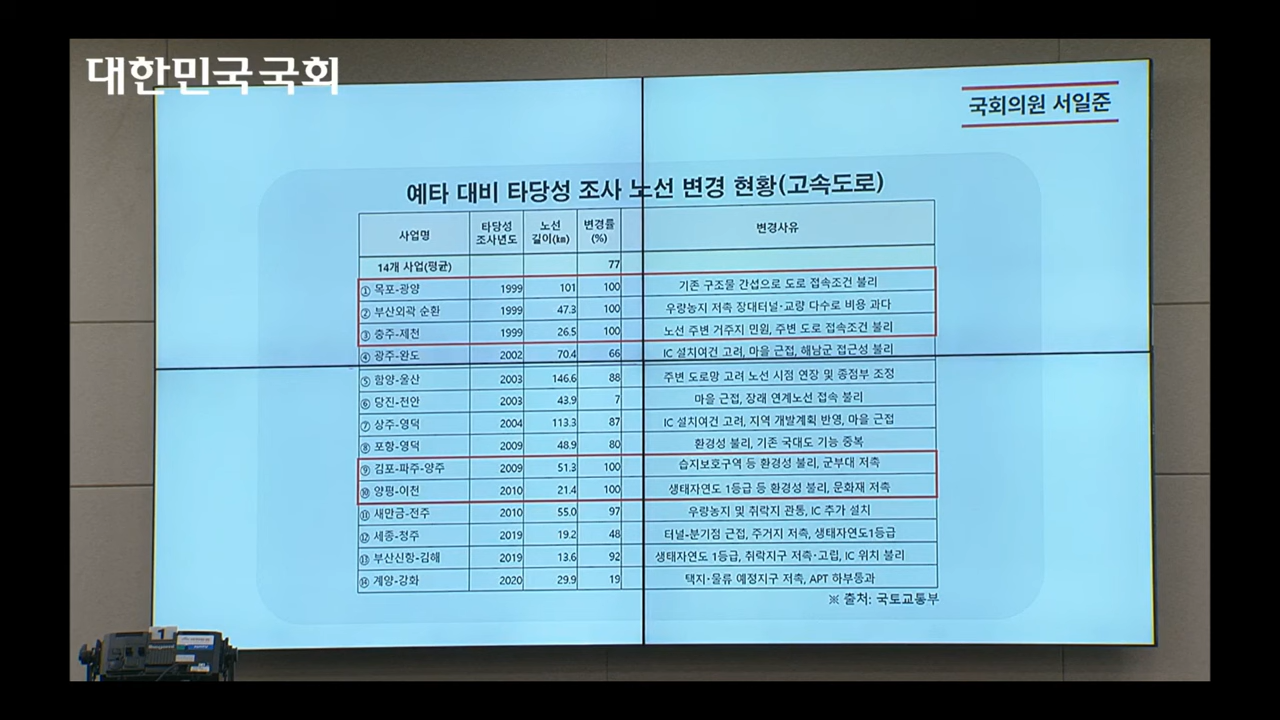 대한민국 국회
국회의원 서일준
예타 대비 타당성 조사 노선 변경 현황(고속도로)
사업명 타당성 조사년도 노선 길이(㎞) 변경률 (%) 변경사유
14개 사업(평균) 77
① 목포-광양 1999 101 100 기존 구조물 간섭으로 도로 접속조건 불리
② 부산외곽 순환 1999 47.3 100 우량농지 저촉 장대터널·교량 다수로 비용 과다
③ 충주-제천 1999 26.5 100 노선 주변 거주지 민원, 주변 도로 접속조건 불리
④ 광주-완도 2002 70.4 66 IC 설치여건 고려, 마을 근접, 해남군 접근성 불리
⑤ 함양-울산 2003 146.6 88 주변 도로망 고려 노선 시점 연장 및 종점부 조정
⑥ 당진-천안 2003 43.9 7 마을 근접, 장래 연계노선 접속 불리
⑦ 상주-영덕 2004 113.3 87 IC 설치여건 고려, 지역 개발계획 반영, 마을 근접
⑧ 포항-영덕 2009 48.9 80 환경성 불리, 기존 국대도 기능 중복
⑨ 김포-파주-양주 2009 51.3 100 습지보호구역 등 환경성 불리, 군부대 저촉
⑩ 양평-이천 2010 21.4 100 생태자연도 1등급 등 환경성 불리, 문화재 저촉
⑪ 새만금-전주 2010 55.0 97 우량농지 및 취락지 관통, IC 추가 설치
⑫ 세종-청주 2019 19.2 48 터널-분기점 근접, 주거지 저촉, 생태자연도1등급
⑬ 부산신항-김해 2019 13.6 92 생태자연도 1등급, 취락지구 저촉·고립, IC 위치 불리
⑭ 계양-강화 2020 29.9 19 택지·물류 예정지구 저촉, APT 하부통과
※ 출처: 국토교통부
1